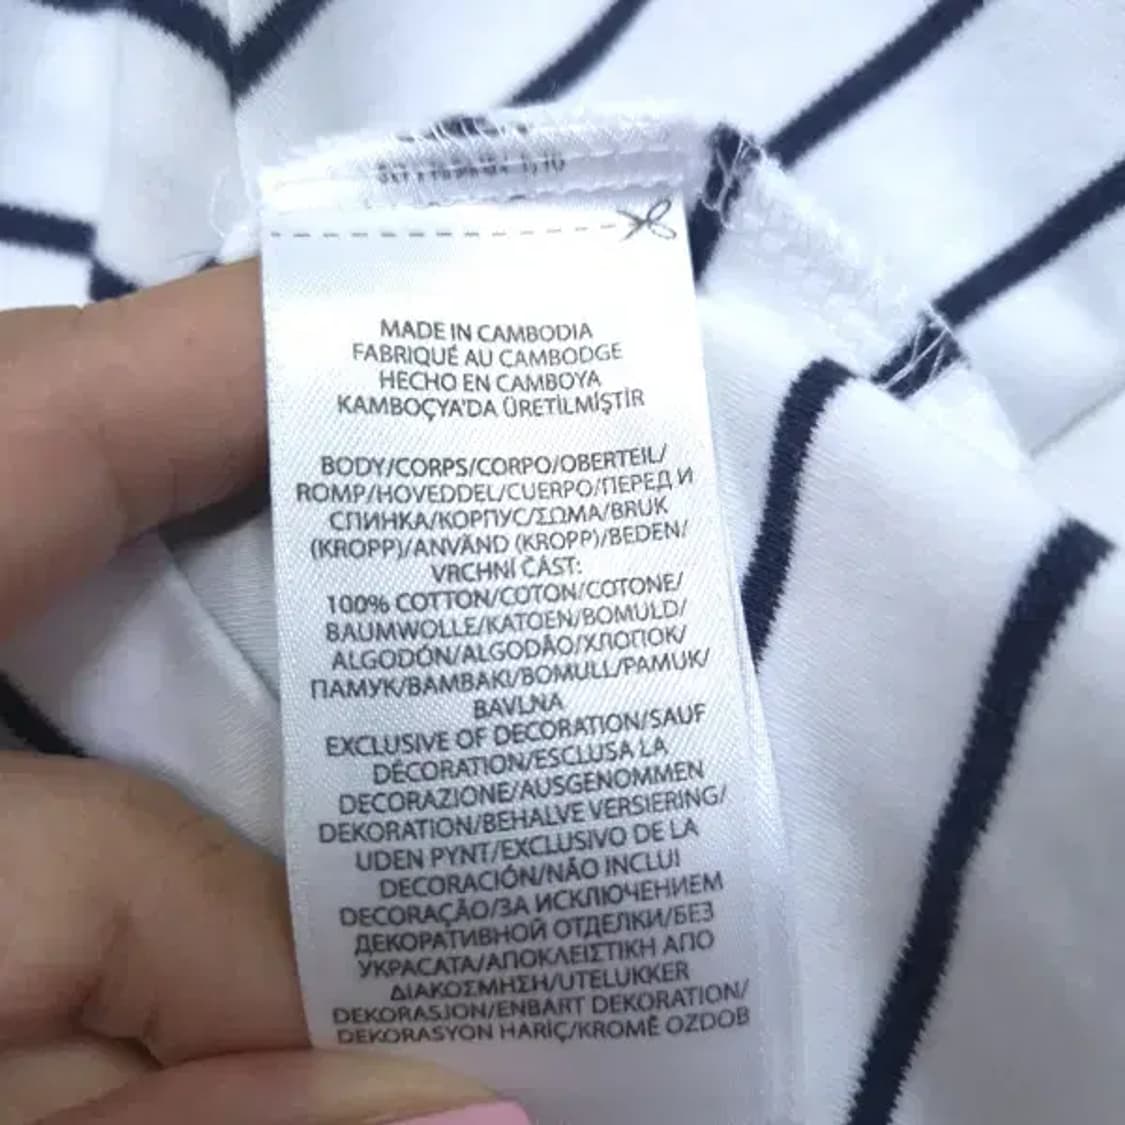 MADE IN CAMBODIA
FABRIQUÉ AU CAMBODGE
HECHO EN CAMBOYA
KAMBOÇYA'DA ÜRETİLMİŞTİR
BODY/CORPS/CORPO/OBERTEIL/
ROMP/HOVEDDEL/CUERPO/ПЕРЕД И
СПИНКА/КОРПУС/ΣΩΜΑ/BRUK
(KROPP)/ANVÄND (KROPP)/BEDEN/
VRCHNÍ ČÁST:
100% COTTON/COTON/COTONE/
BAUMWOLLE/KATOEN/BOMULD/
ALGODÓN/ALGODÃO/ХЛОПОК/
ПАМУК/ΒΑΜΒΑΚΙ/BOMULL/PAMUK/
BAVLNA
EXCLUSIVE OF DECORATION/SAUF
DÉCORATION/ESCLUSA LA
DECORAZIONE/AUSGENOMMEN
DEKORATION/BEHALVE VERSIERING/
UDEN PYNT/EXCLUSIVO DE LA
DECORACIÓN/NÃO INCLUI
DECORAÇÃO/ЗА ИСКЛЮЧЕНИЕМ
ДЕКОРАТИВНОЙ ОТДЕЛКИ/БЕЗ
УКРАСАТА/ΑΠΟΚΛΕΙΣΤΙΚΗ ΑΠΟ
ΔΙΑΚΟΣΜΗΣΗ/UTELUKKER
DEKORASJON/ENBART DEKORATION/
DEKORASYON HARİÇ/KROMĚ OZDOB